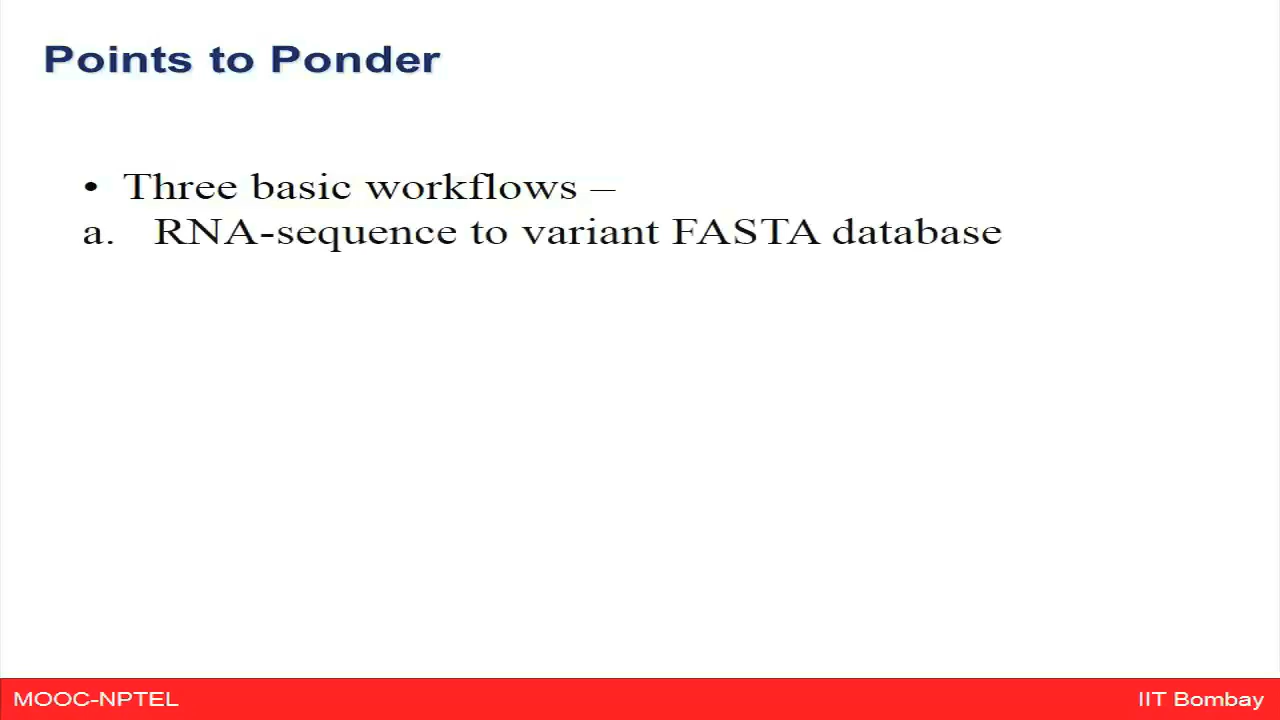 Points to Ponder
• Three basic workflows –
a. RNA-sequence to variant FASTA database
MOOC-NPTEL
IIT Bombay